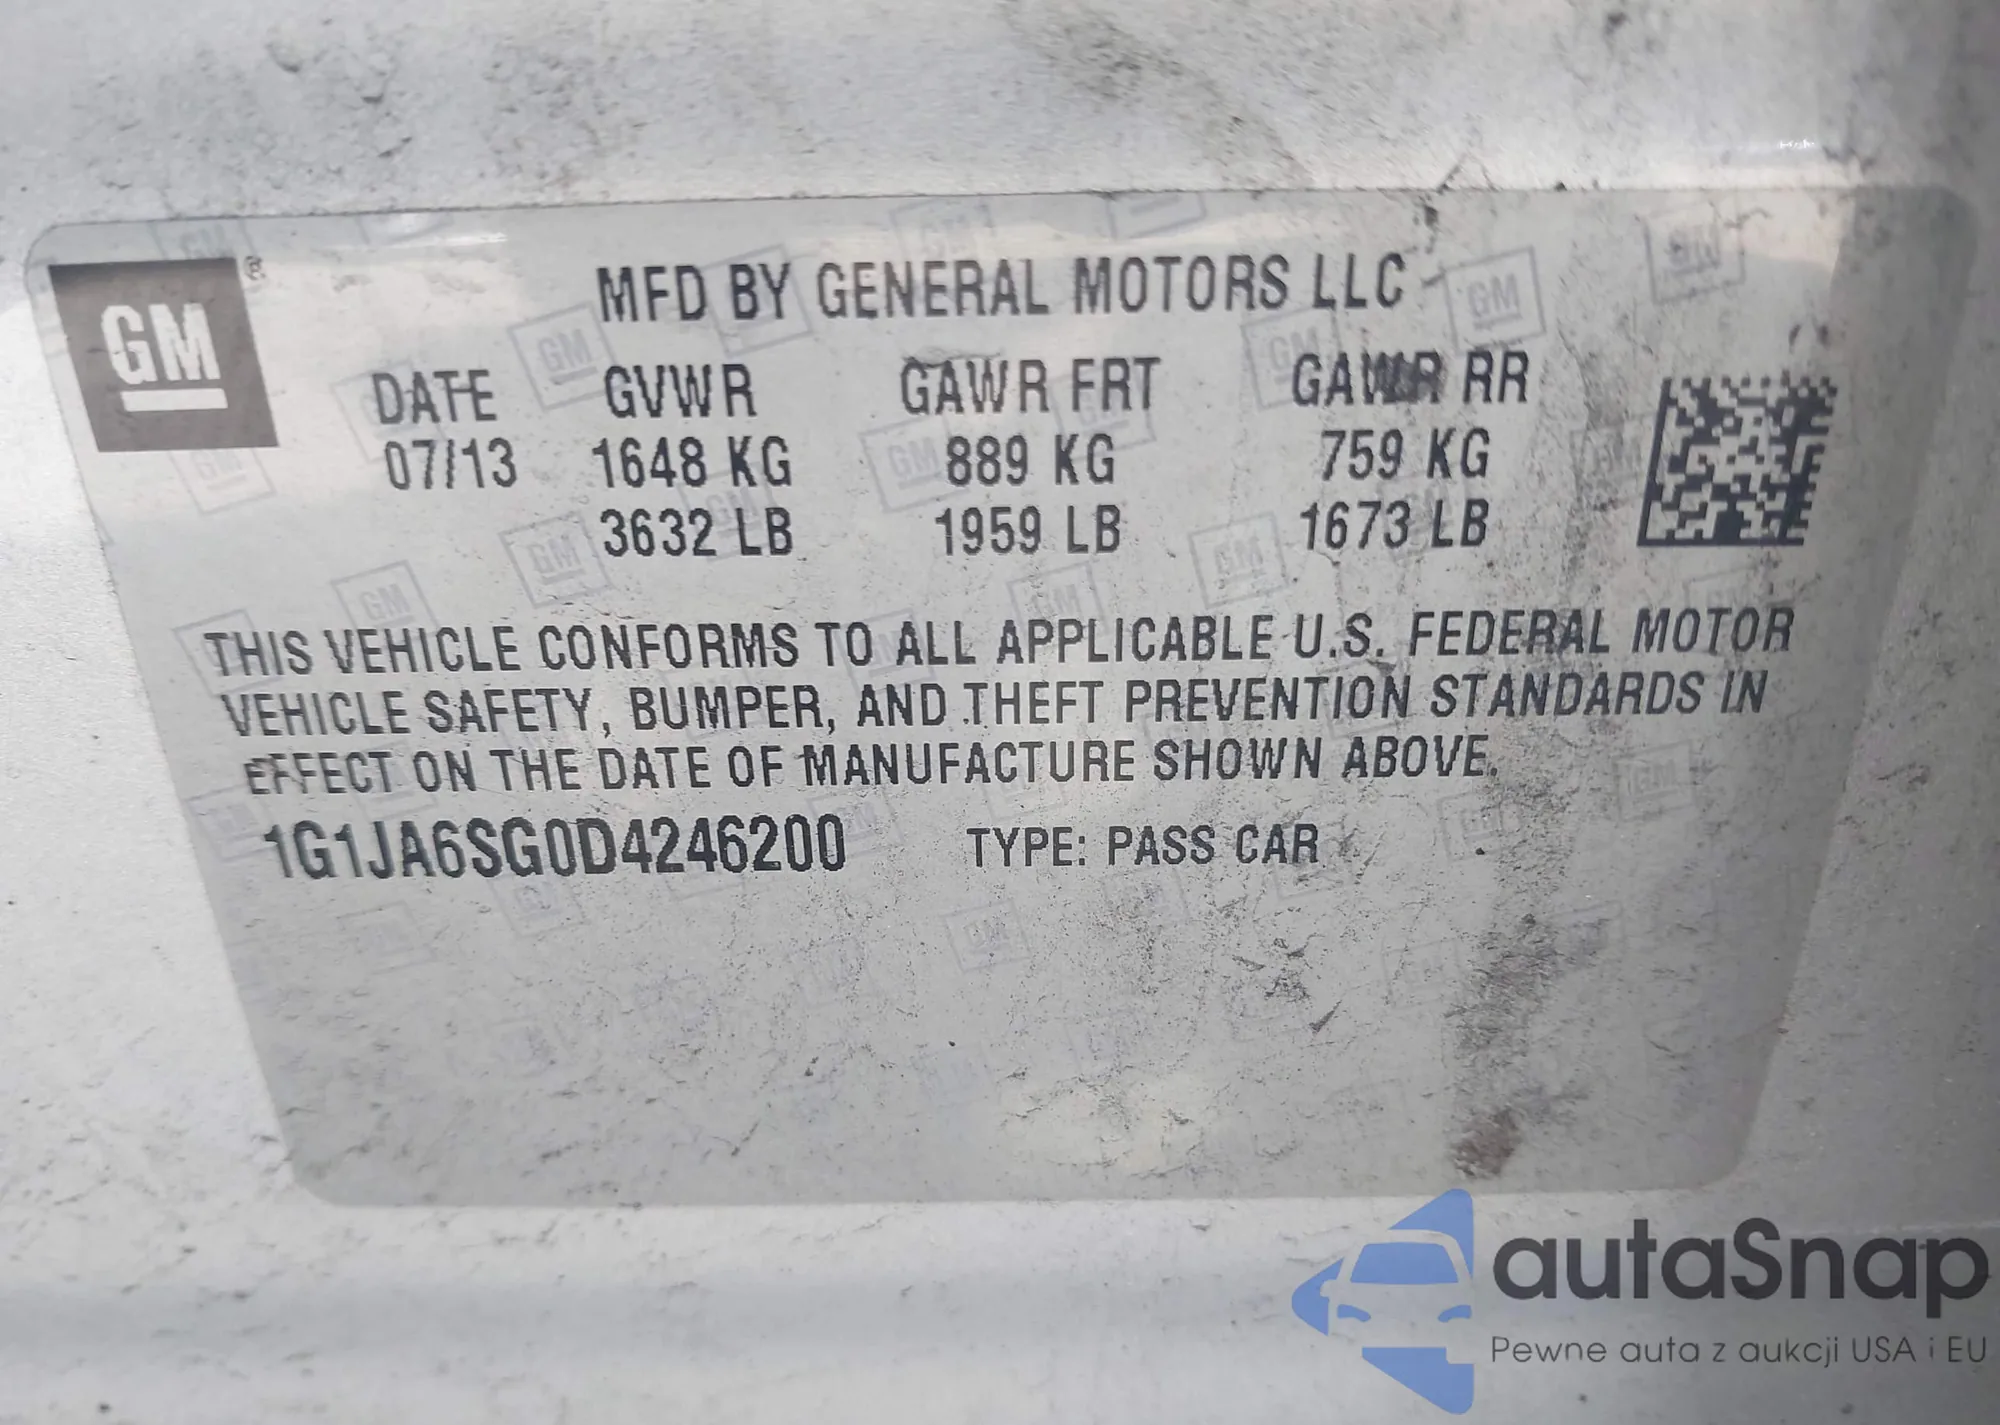 GM ®
MFD BY GENERAL MOTORS LLC
DATE GVWR GAWR FRT GAWR RR
07/13 1648 KG 889 KG 759 KG
3632 LB 1959 LB 1673 LB
THIS VEHICLE CONFORMS TO ALL APPLICABLE U.S. FEDERAL MOTOR
VEHICLE SAFETY, BUMPER, AND THEFT PREVENTION STANDARDS IN
EFFECT ON THE DATE OF MANUFACTURE SHOWN ABOVE.
1G1JA6SG0D4246200 TYPE: PASS CAR
autaSnap
Pewne auta z aukcji USA i EU